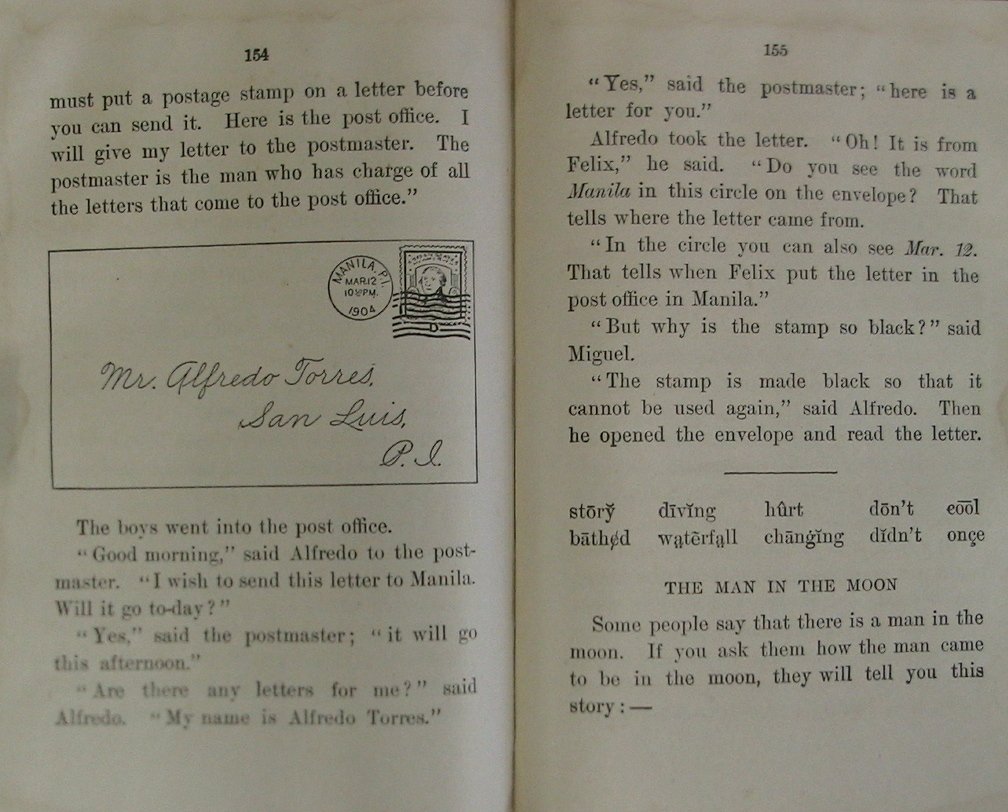 154
must put a postage stamp on a letter before
you can send it. Here is the post office. I
will give my letter to the postmaster. The
postmaster is the man who has charge of all
the letters that come to the post office.”
MANILA, P.I.
MAR.12
10 30 PM.
1904
D
Mr. Alfredo Torres,
San Luis,
P. I.
The boys went into the post office.
“Good morning,” said Alfredo to the post-
master. “I wish to send this letter to Manila.
Will it go to-day?”
“Yes,” said the postmaster; “it will go
this afternoon.”
“Are there any letters for me?” said
Alfredo. “My name is Alfredo Torres.”
155
“Yes,” said the postmaster; “here is a
letter for you.”
Alfredo took the letter. “Oh! It is from
Felix,” he said. “Do you see the word
Manila in this circle on the envelope? That
tells where the letter came from.
“In the circle you can also see Mar. 12.
That tells when Felix put the letter in the
post office in Manila.”
“But why is the stamp so black?” said
Miguel.
“The stamp is made black so that it
cannot be used again,” said Alfredo. Then
he opened the envelope and read the letter.
stōry̆ dīvĭng hûrt dōn’t co͞ol
bāthe̸d wa̤tẽrfa̤ll chānġĭng dĭdn’t onçe
THE MAN IN THE MOON
Some people say that there is a man in the
moon. If you ask them how the man came
to be in the moon, they will tell you this
story:—